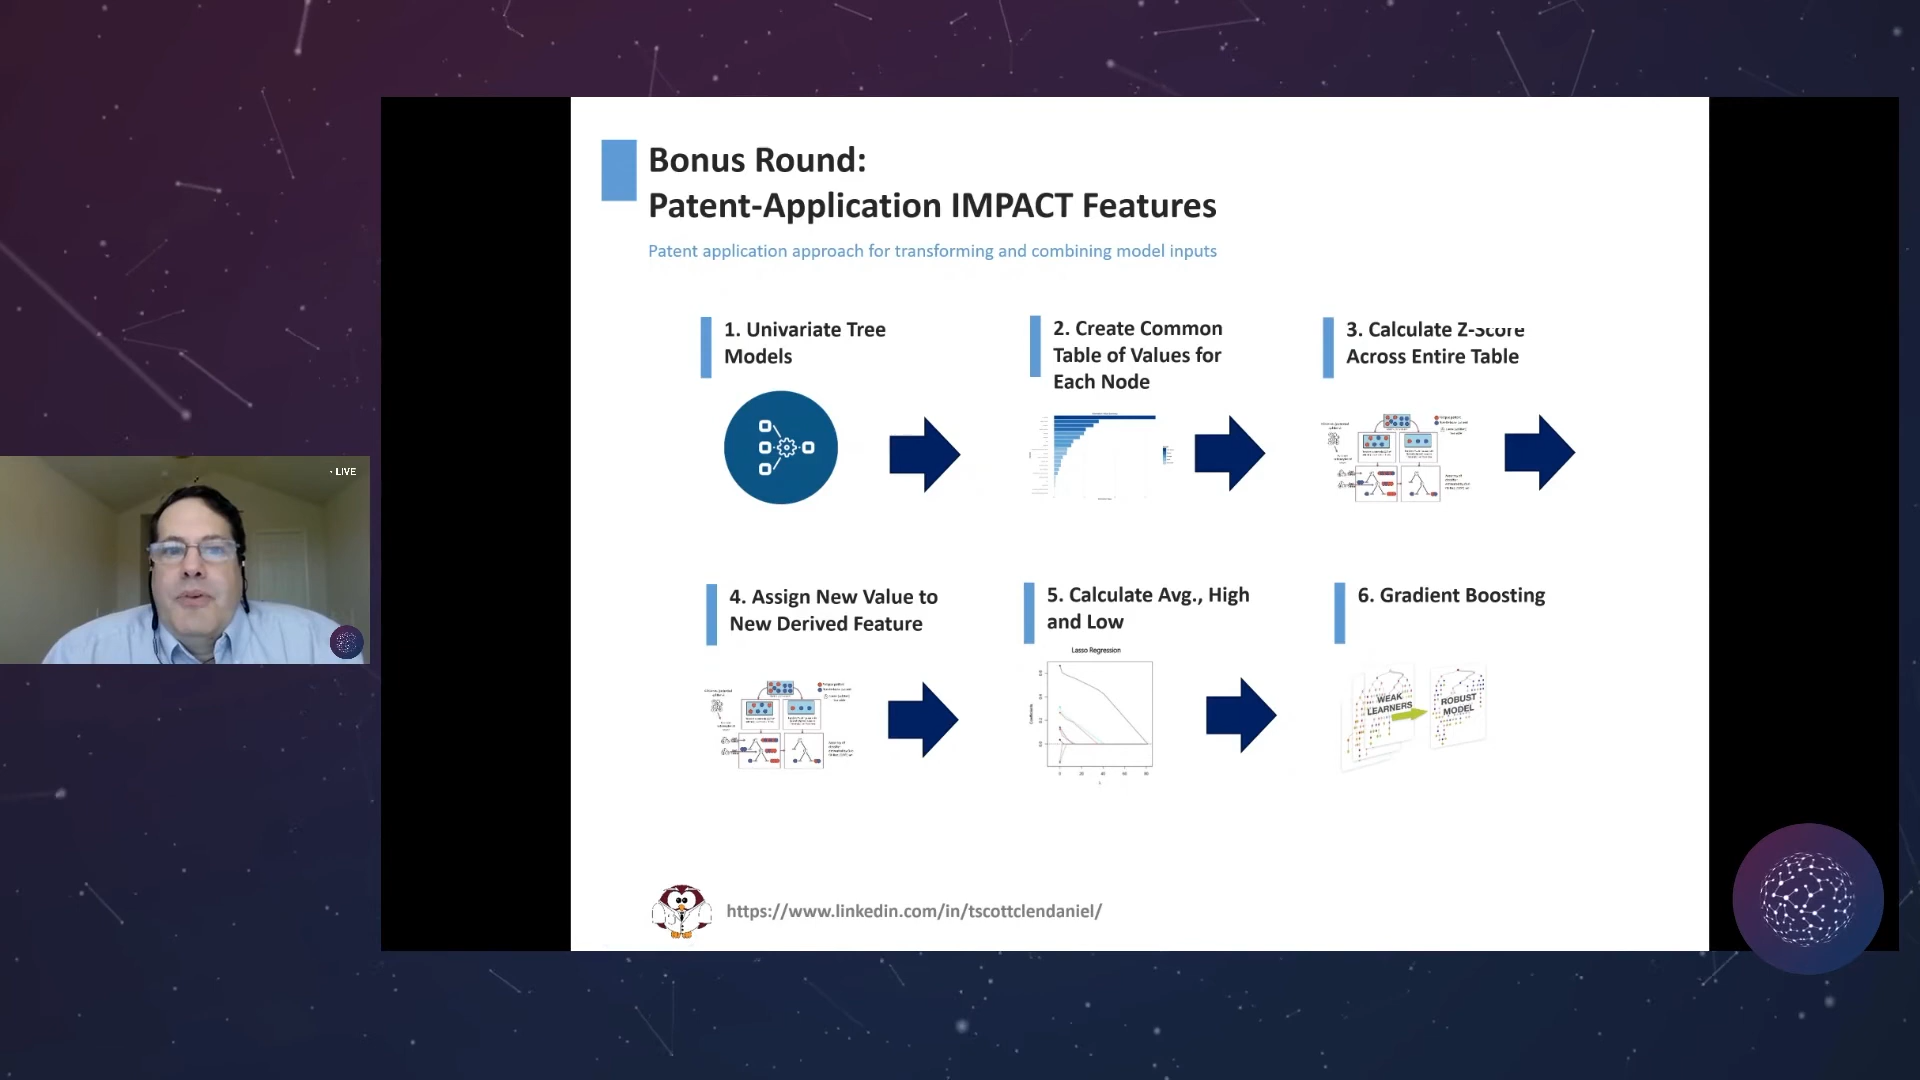 Bonus Round:
Patent-Application IMPACT Features
Patent application approach for transforming and combining model inputs
1. Univariate Tree
Models
2. Create Common
Table of Values for
Each Node
3. Calculate Z-Score
Across Entire Table
LIVE
4. Assign New Value to
New Derived Feature
5. Calculate Avg., High
and Low
Lasso Regression
6. Gradient Boosting
WEAK
LEARNERS
ROBUST
MODEL
https://www.linkedin.com/in/tscottclendaniel/